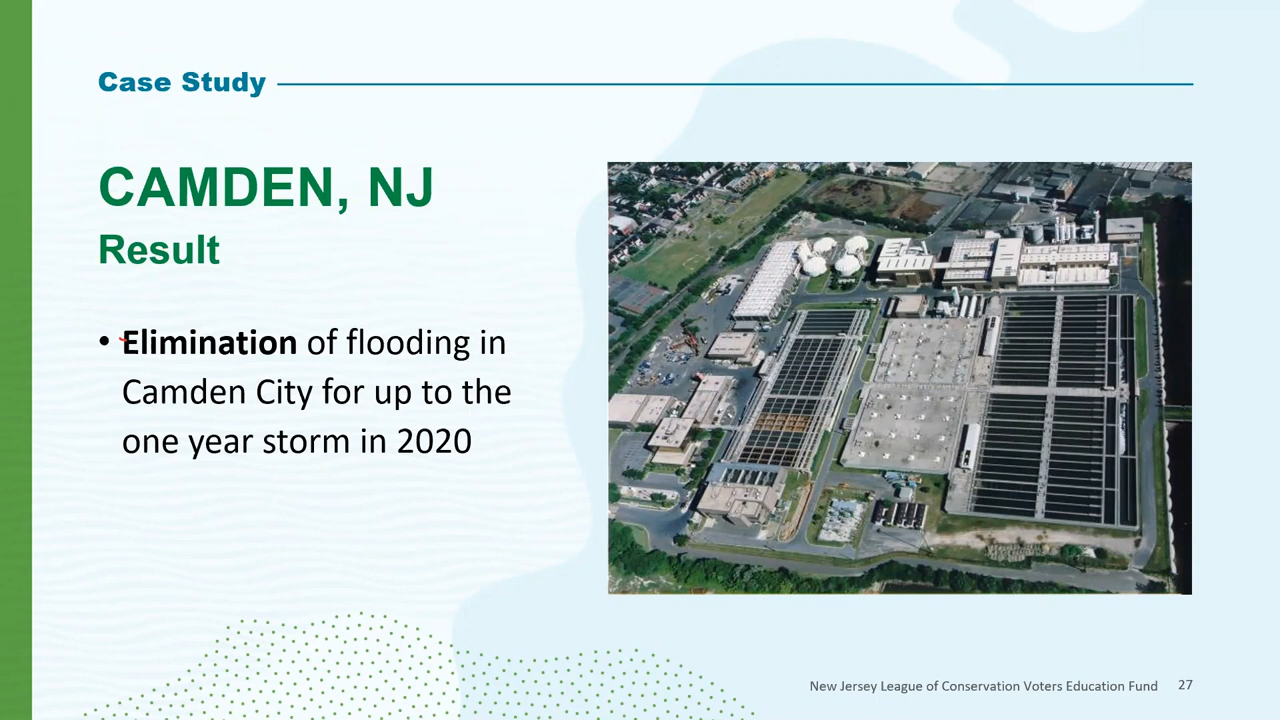 Case Study
CAMDEN, NJ
Result
• Elimination of flooding in
Camden City for up to the
one year storm in 2020
New Jersey League of Conservation Voters Education Fund 27